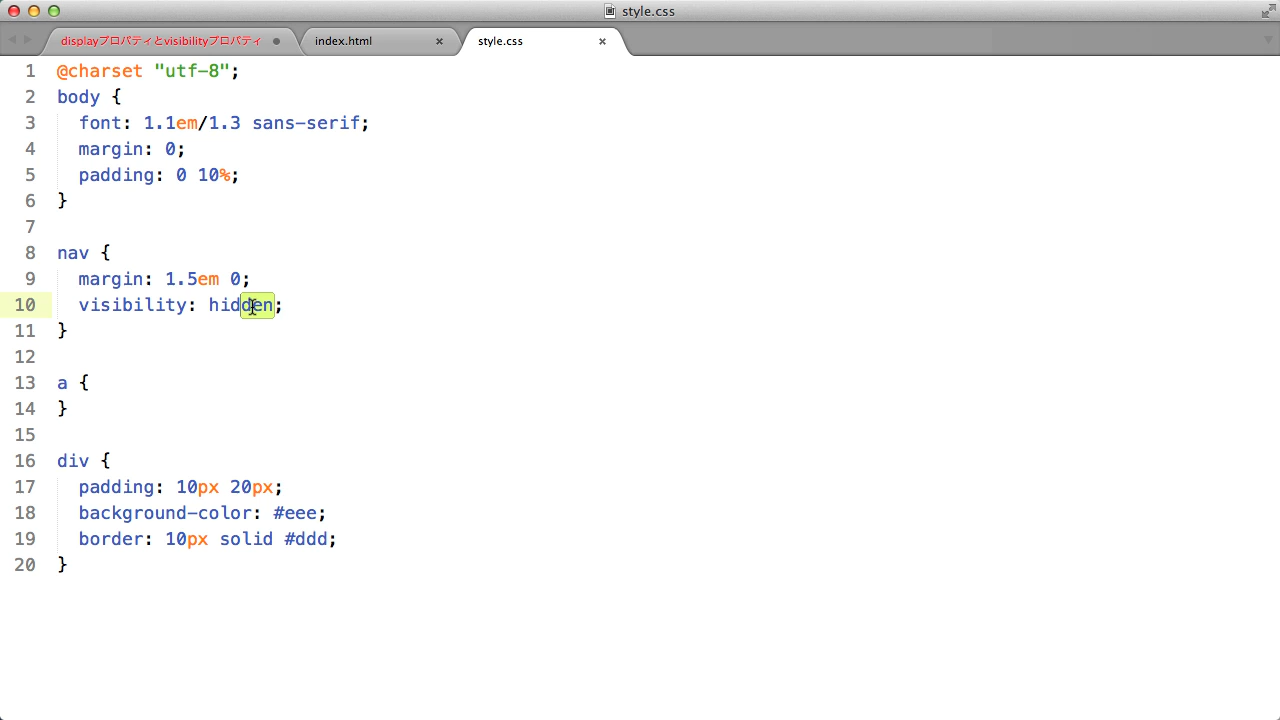 style.css
displayプロパティとvisibilityプロパティ index.html style.css
1 @charset "utf-8";
2 body {
3 font: 1.1em/1.3 sans-serif;
4 margin: 0;
5 padding: 0 10%;
6 }
7
8 nav {
9 margin: 1.5em 0;
10 visibility: hidden;
11 }
12
13 a {
14 }
15
16 div {
17 padding: 10px 20px;
18 background-color: #eee;
19 border: 10px solid #ddd;
20 }